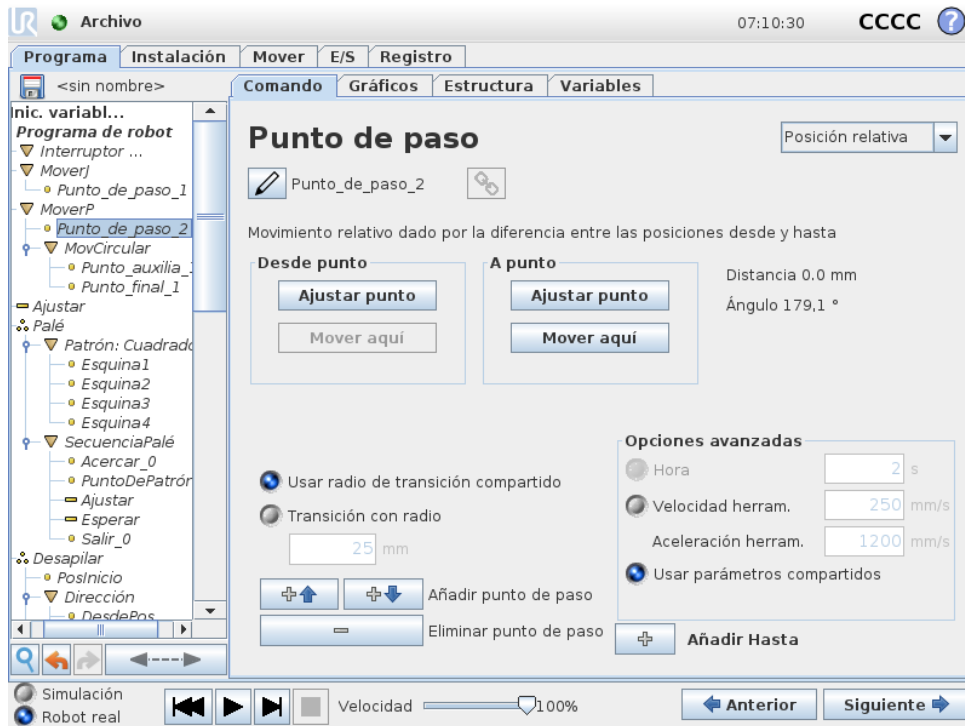 UR Archivo 07:10:30 CCCC ?
Programa Instalación Mover E/S Registro
<sin nombre> Comando Gráficos Estructura Variables
Inic. variabl...
Programa de robot
Interruptor ...
MoverJ
Punto_de_paso_1
MoverP
Punto_de_paso_2
MovCircular
Punto_auxilia_
Punto_final_1
Ajustar
Palé
Patrón: Cuadrado
Esquina1
Esquina2
Esquina3
Esquina4
SecuenciaPalé
Acercar_0
PuntoDePatrón
Ajustar
Esperar
Salir_0
Desapilar
PosInicio
Dirección
DesdePos
Punto de paso
Posición relativa
Punto_de_paso_2
Movimiento relativo dado por la diferencia entre las posiciones desde y hasta
Desde punto
Ajustar punto
Mover aquí
A punto
Ajustar punto
Mover aquí
Distancia 0.0 mm
Ángulo 179,1 °
Usar radio de transición compartido
Transición con radio
25 mm
Añadir punto de paso
Eliminar punto de paso
Opciones avanzadas
Hora 2 s
Velocidad herram. 250 mm/s
Aceleración herram. 1200 mm/s
Usar parámetros compartidos
Añadir Hasta
Simulación
Robot real
Velocidad 100%
Anterior Siguiente